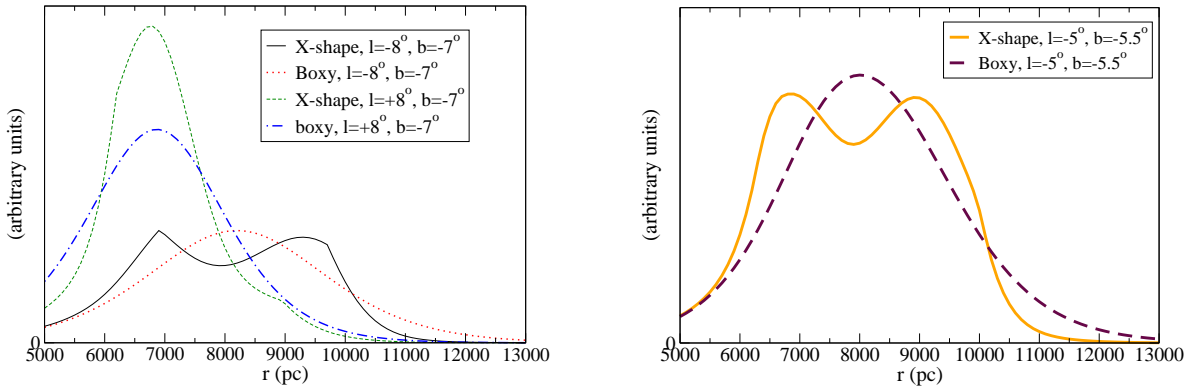 X-shape, l=-8°, b=-7°
Boxy, l=-8°, b=-7°
X-shape, l=+8°, b=-7°
boxy, l=+8°, b=-7°
(arbitrary units)
0
5000 6000 7000 8000 9000 10000 11000 12000 13000
r (pc)
X-shape, l=-5°, b=-5.5°
Boxy, l=-5°, b=-5.5°
(arbitrary units)
0
5000 6000 7000 8000 9000 10000 11000 12000 13000
r (pc)